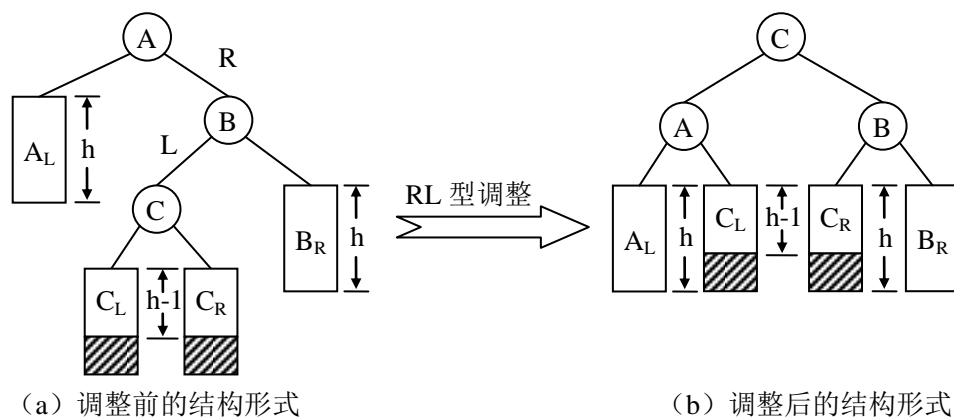 A
R
C
A_L
h
L
B
C
B_R
h
C_L
h-1
C_R
RL 型调整
A
B
A_L
h
C_L
h-1
C_R
h
B_R
（a）调整前的结构形式
（b）调整后的结构形式